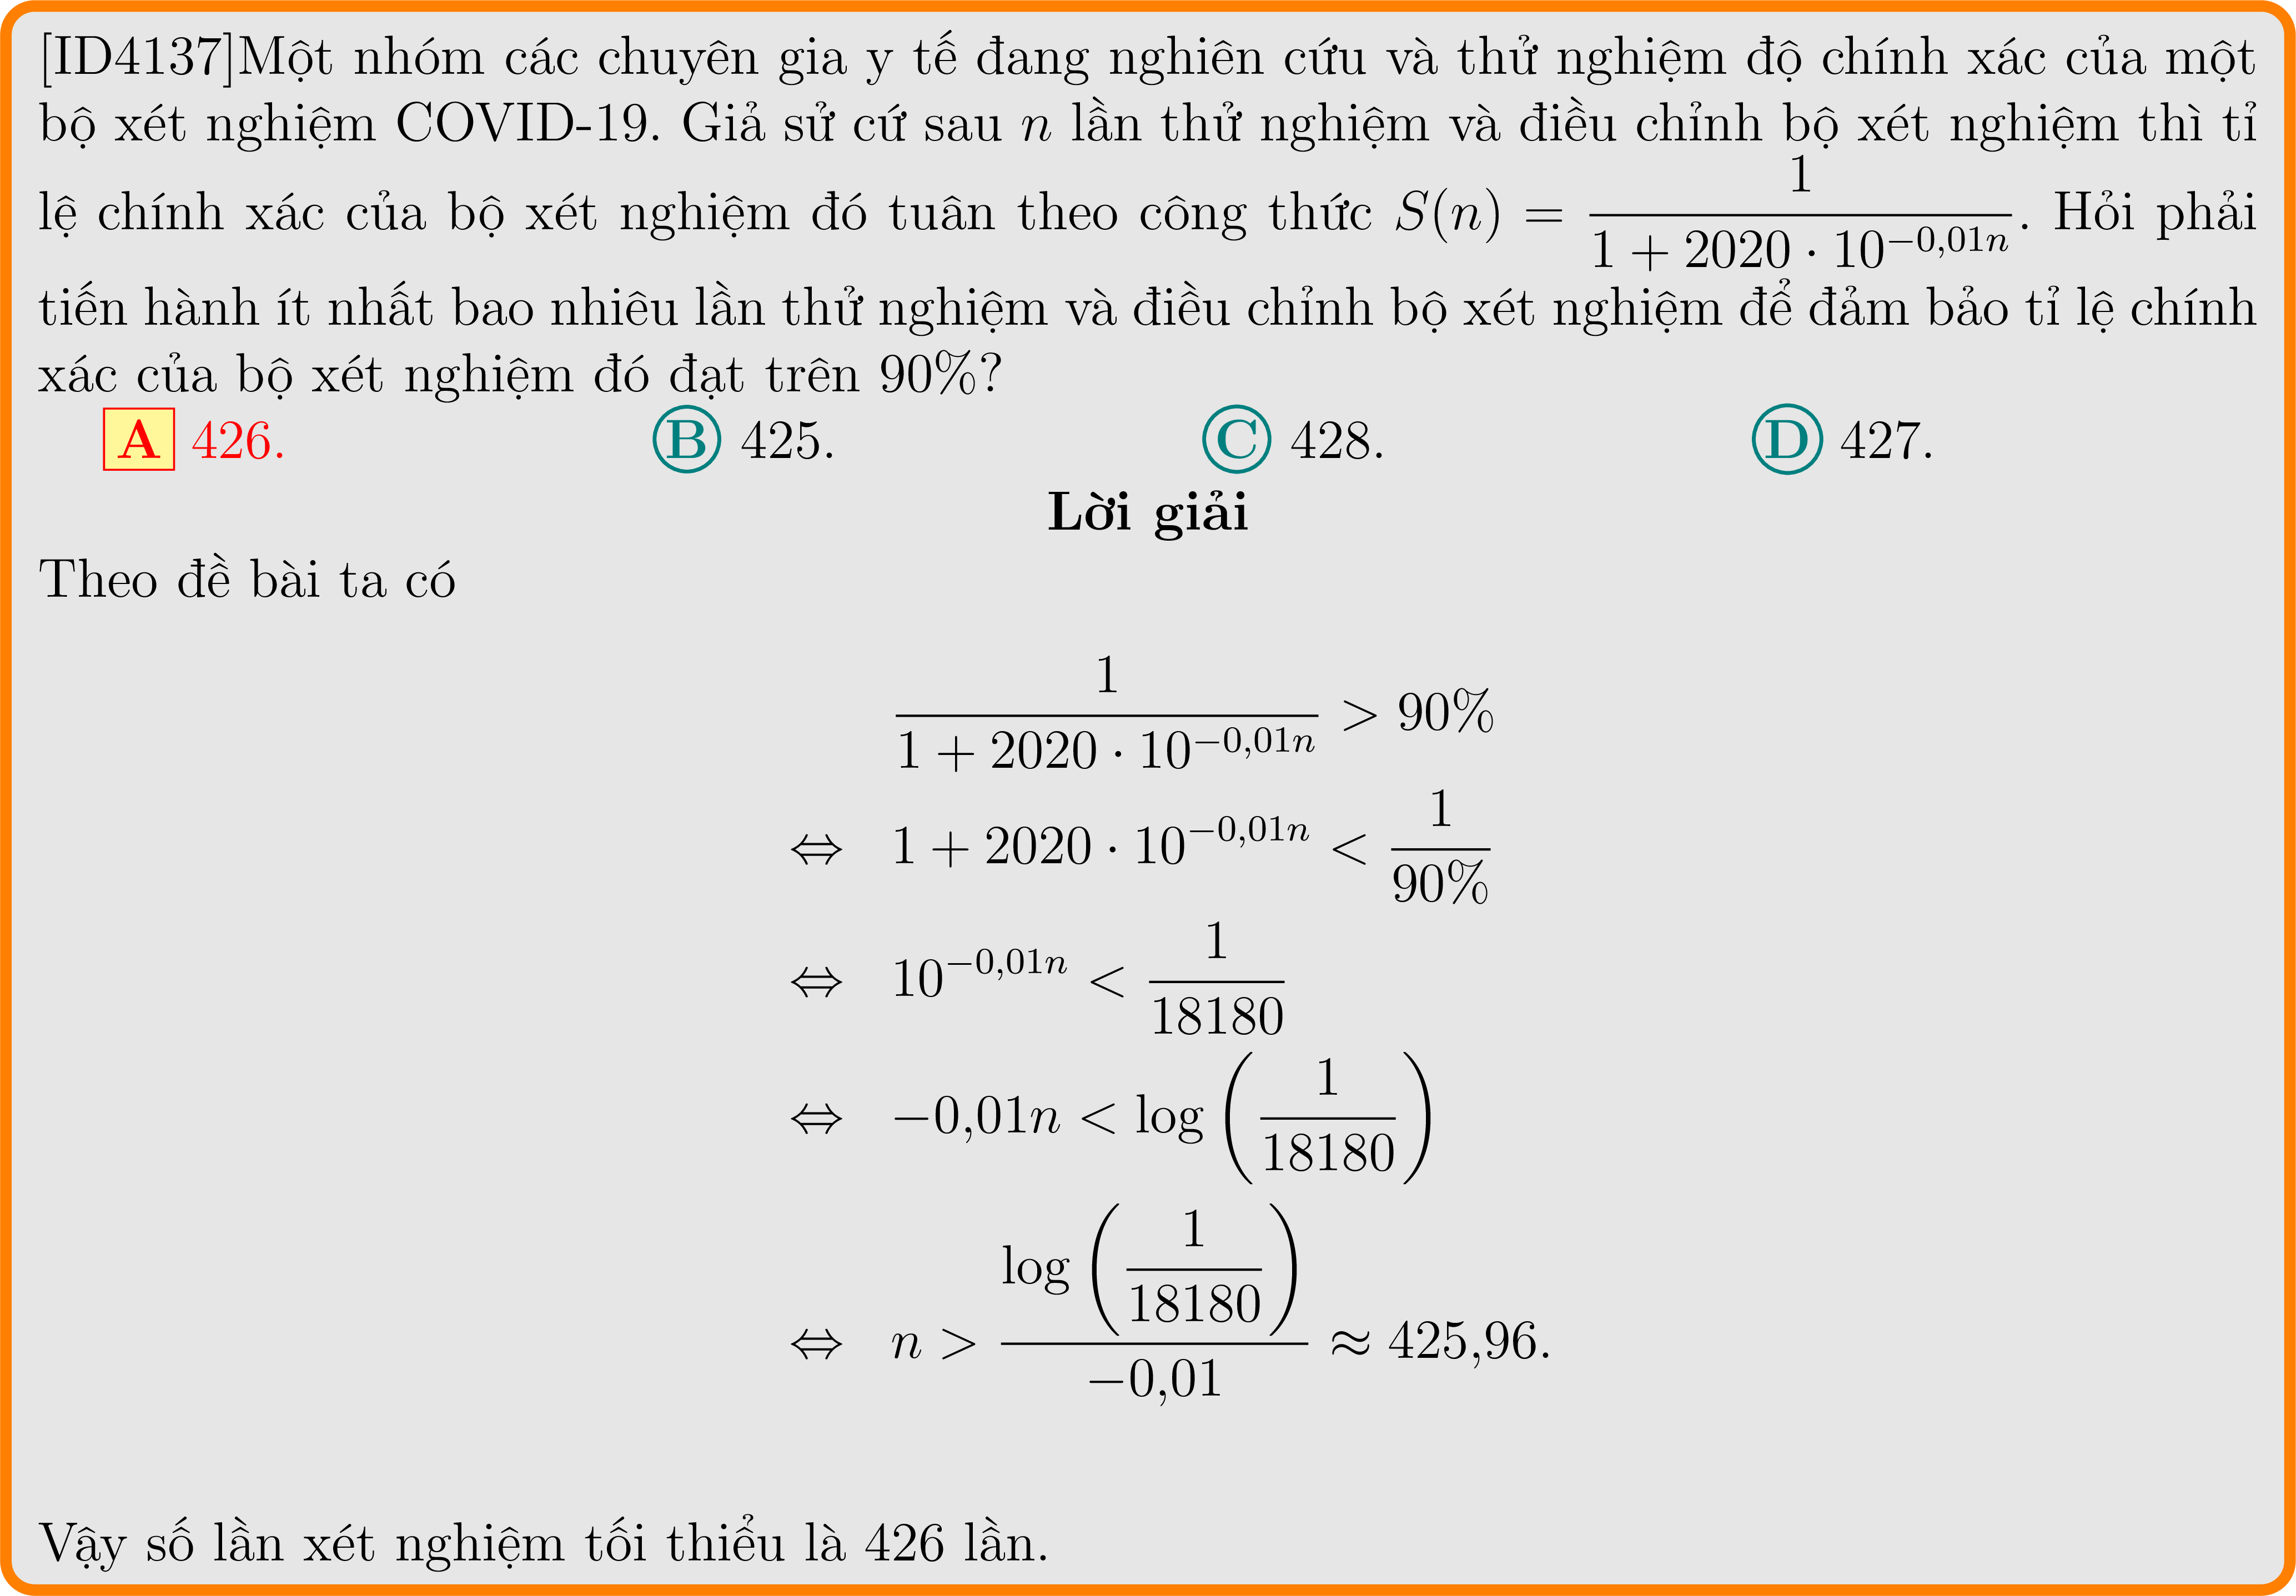 [ID4137]Một nhóm các chuyên gia y tế đang nghiên cứu và thử nghiệm độ chính xác của một
bộ xét nghiệm COVID-19. Giả sử cứ sau n lần thử nghiệm và điều chỉnh bộ xét nghiệm thì tỉ
lệ chính xác của bộ xét nghiệm đó tuân theo công thức $S(n) = \dfrac{1}{1 + 2020 \cdot 10^{-0,01n}}$. Hỏi phải
tiến hành ít nhất bao nhiêu lần thử nghiệm và điều chỉnh bộ xét nghiệm để đảm bảo tỉ lệ chính
xác của bộ xét nghiệm đó đạt trên 90%?
A 426. B 425. C 428. D 427.
Lời giải
Theo đề bài ta có
$\dfrac{1}{1 + 2020 \cdot 10^{-0,01n}} > 90\%$
$\Leftrightarrow 1 + 2020 \cdot 10^{-0,01n} < \dfrac{1}{90\%}$
$\Leftrightarrow 10^{-0,01n} < \dfrac{1}{18180}$
$\Leftrightarrow -0,01n < \log\left(\dfrac{1}{18180}\right)$
$\Leftrightarrow n > \dfrac{\log\left(\dfrac{1}{18180}\right)}{-0,01} \approx 425,96.$
Vậy số lần xét nghiệm tối thiểu là 426 lần.